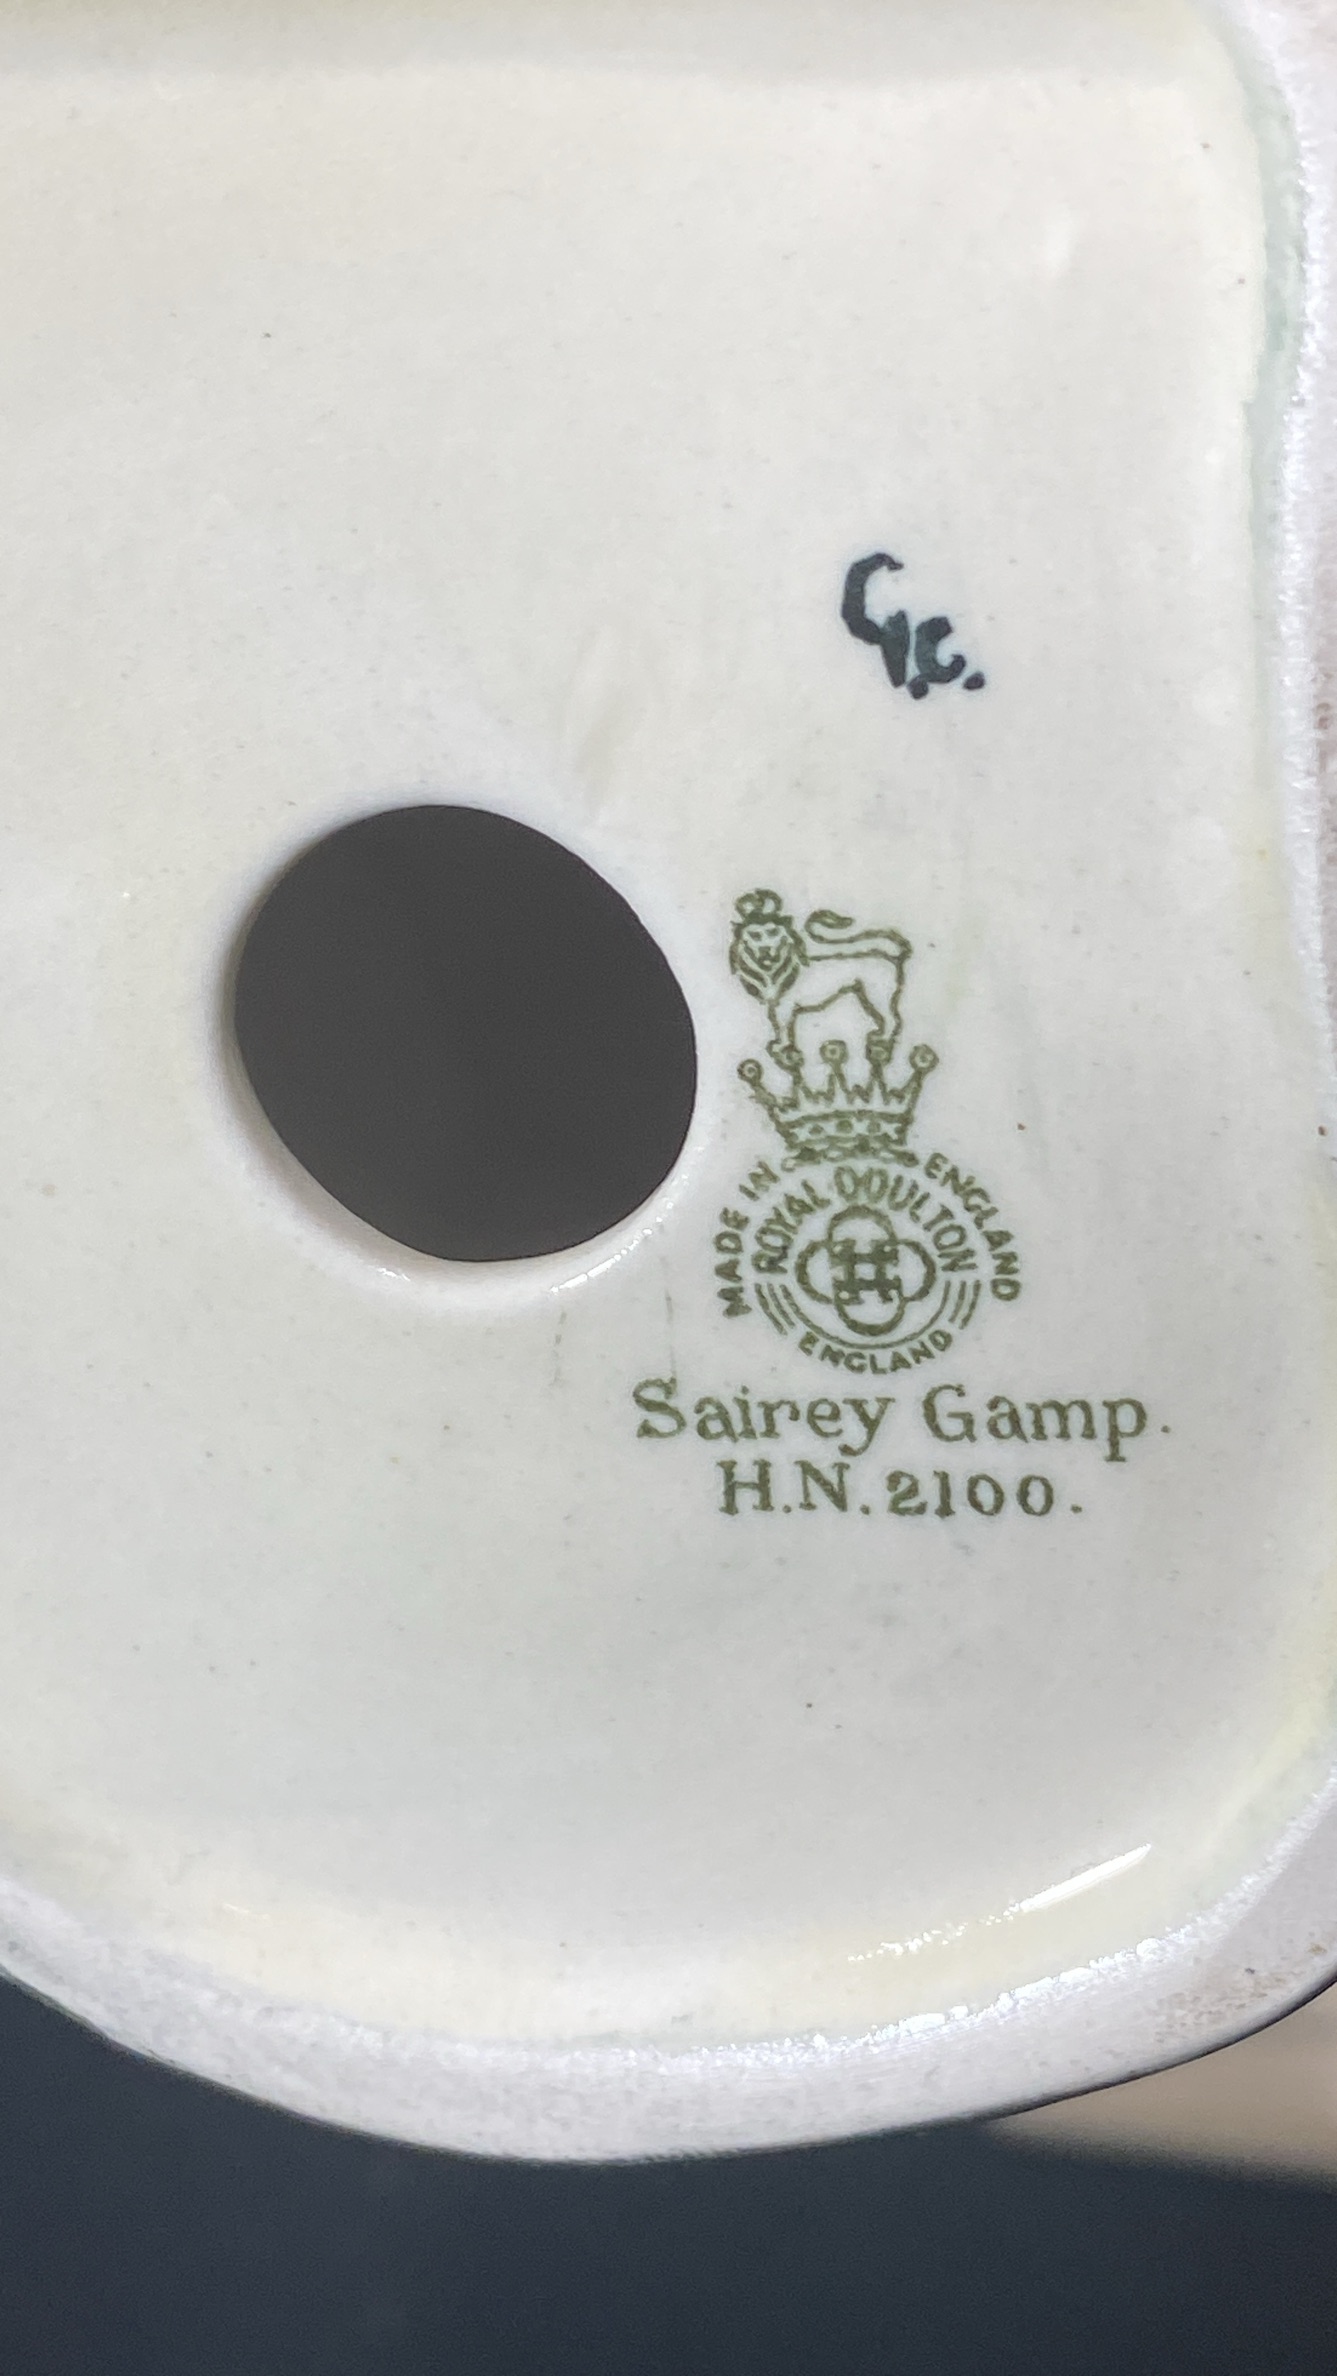 MADE IN ENGLAND
ROYAL DOULTON
ENGLAND
Sairey Gamp.
H.N.2100.